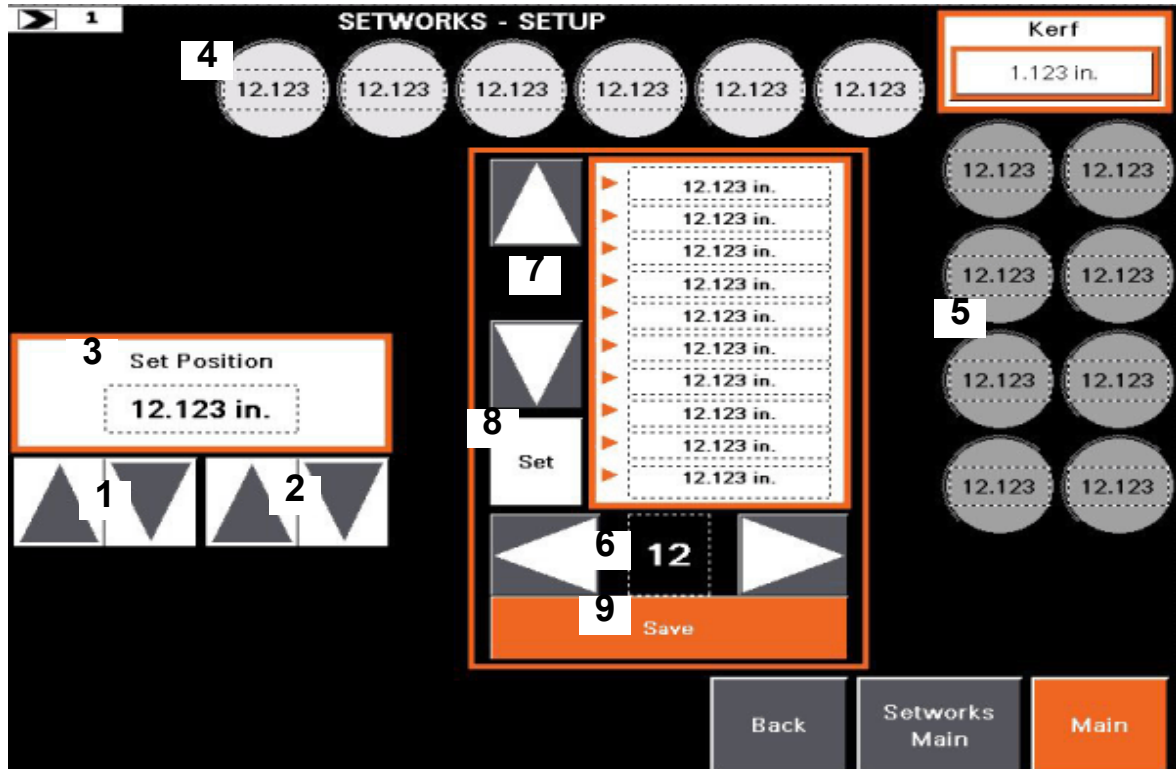 1
SETWORKS - SETUP
Kerf
1.123 in.
4
12.123 12.123 12.123 12.123 12.123 12.123
12.123 12.123
12.123 12.123
5
12.123 12.123
12.123 12.123
7
12.123 in.
12.123 in.
12.123 in.
12.123 in.
12.123 in.
12.123 in.
12.123 in.
12.123 in.
12.123 in.
12.123 in.
3
Set Position
12.123 in.
1
2
8
Set
6
12
9
Save
Back
Setworks
Main
Main